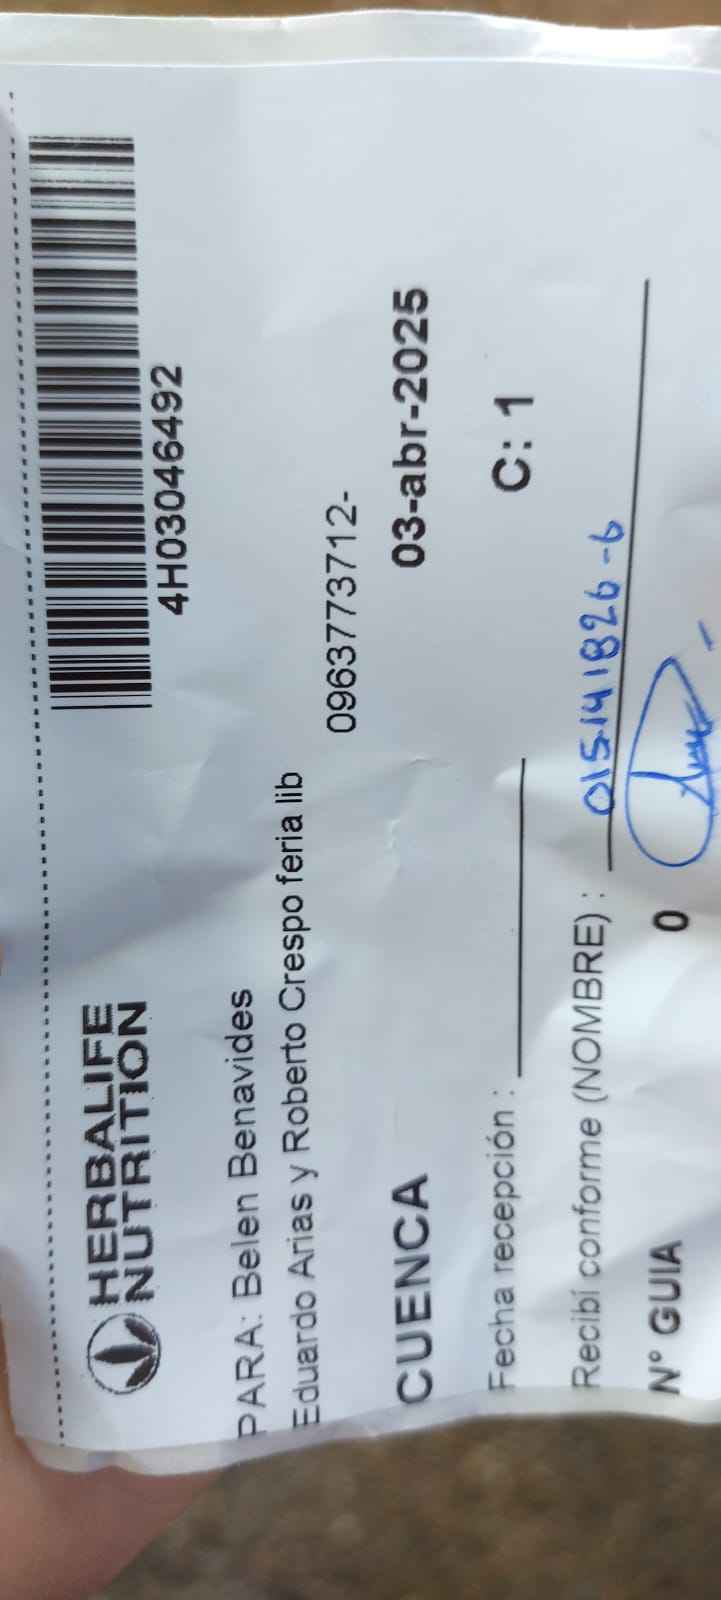 HERBALIFE
NUTRITION
4H03046492
PARA: Belen Benavides
Eduardo Arias y Roberto Crespo feria lib
0963773712-
CUENCA 03-abr-2025
Fecha recepción : C: 1
Recibí conforme (NOMBRE) : 015141826-6
N° GUIA 0